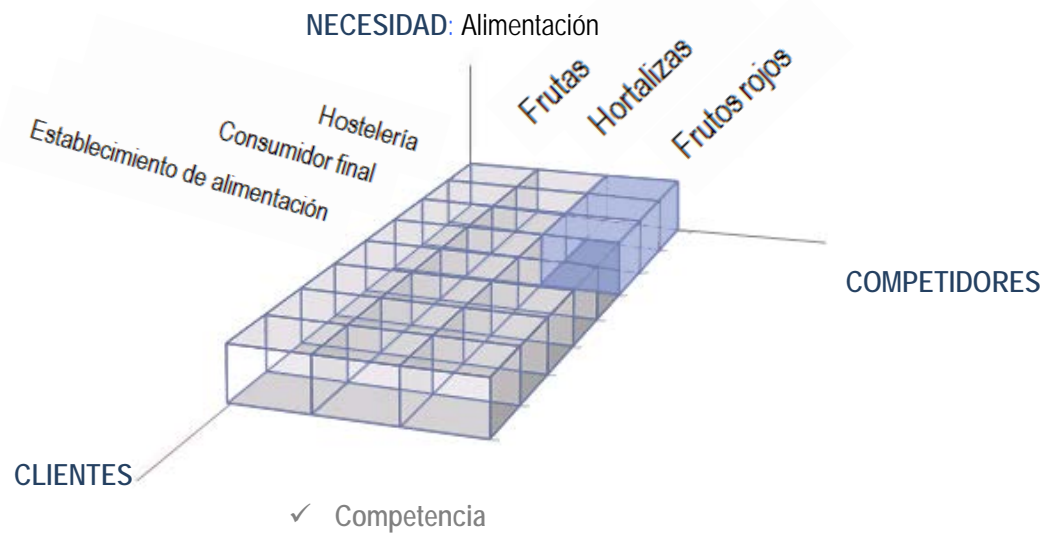 NECESIDAD: Alimentación
Frutas
Hortalizas
Frutos rojos
Hostelería
Consumidor final
Establecimiento de alimentación
COMPETIDORES
CLIENTES
✓ Competencia